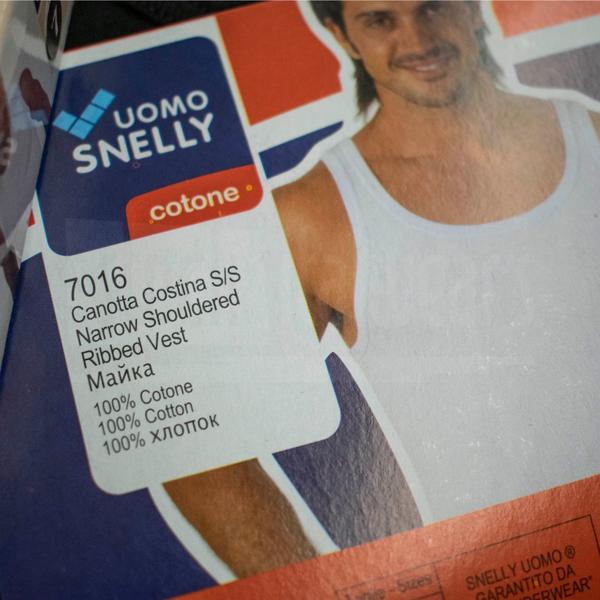 UOMO
SNELLY
cotone
7016
Canotta Costina S/S
Narrow Shouldered
Ribbed Vest
Майка
100% Cotone
100% Cotton
100% хлопок
Sizes
SNELLY UOMO ®
GARANTITO DA